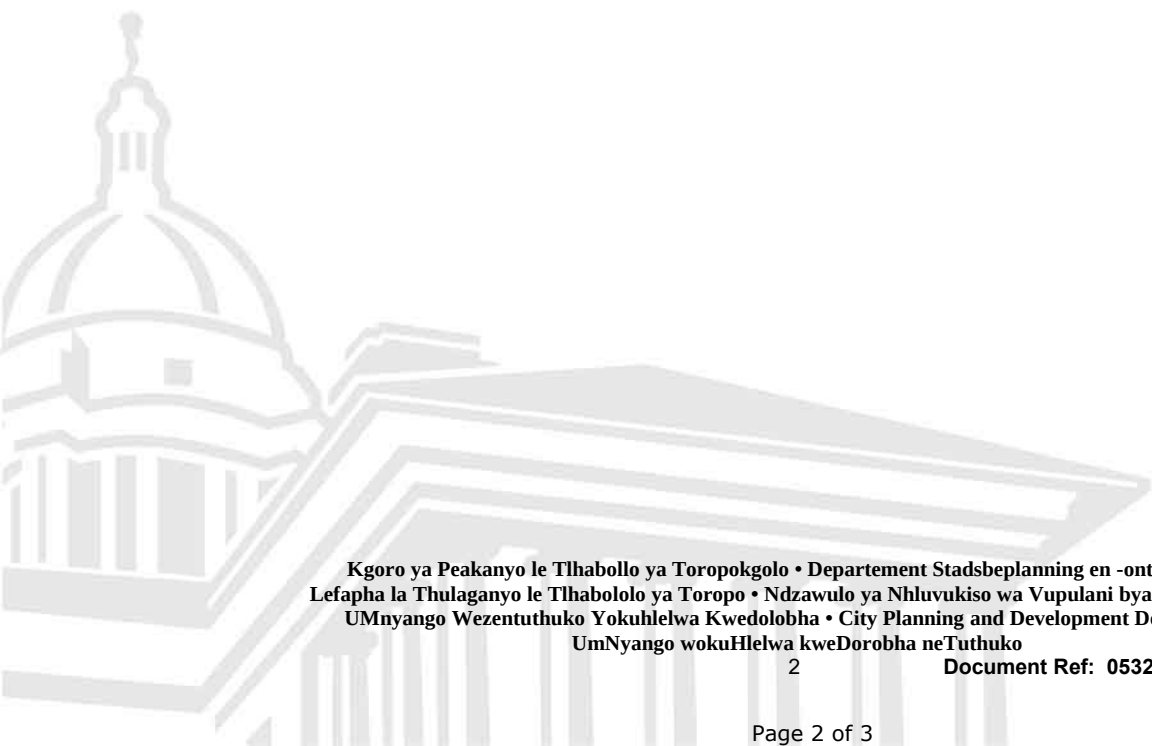 Kgoro ya Peakanyo le Tlhabollo ya Toropokgolo • Departement Stadsbeplanning en -ont
Lefapha la Thulaganyo le Tlhabololo ya Toropo • Ndzawulo ya Nhluvukiso wa Vupulani bya
UMnyango Wezentuthuko Yokuhlelwa Kwedolobha • City Planning and Development D
UmNyango wokuHlelwa kweDorobha neTuthuko
2 Document Ref: 0532
Page 2 of 3